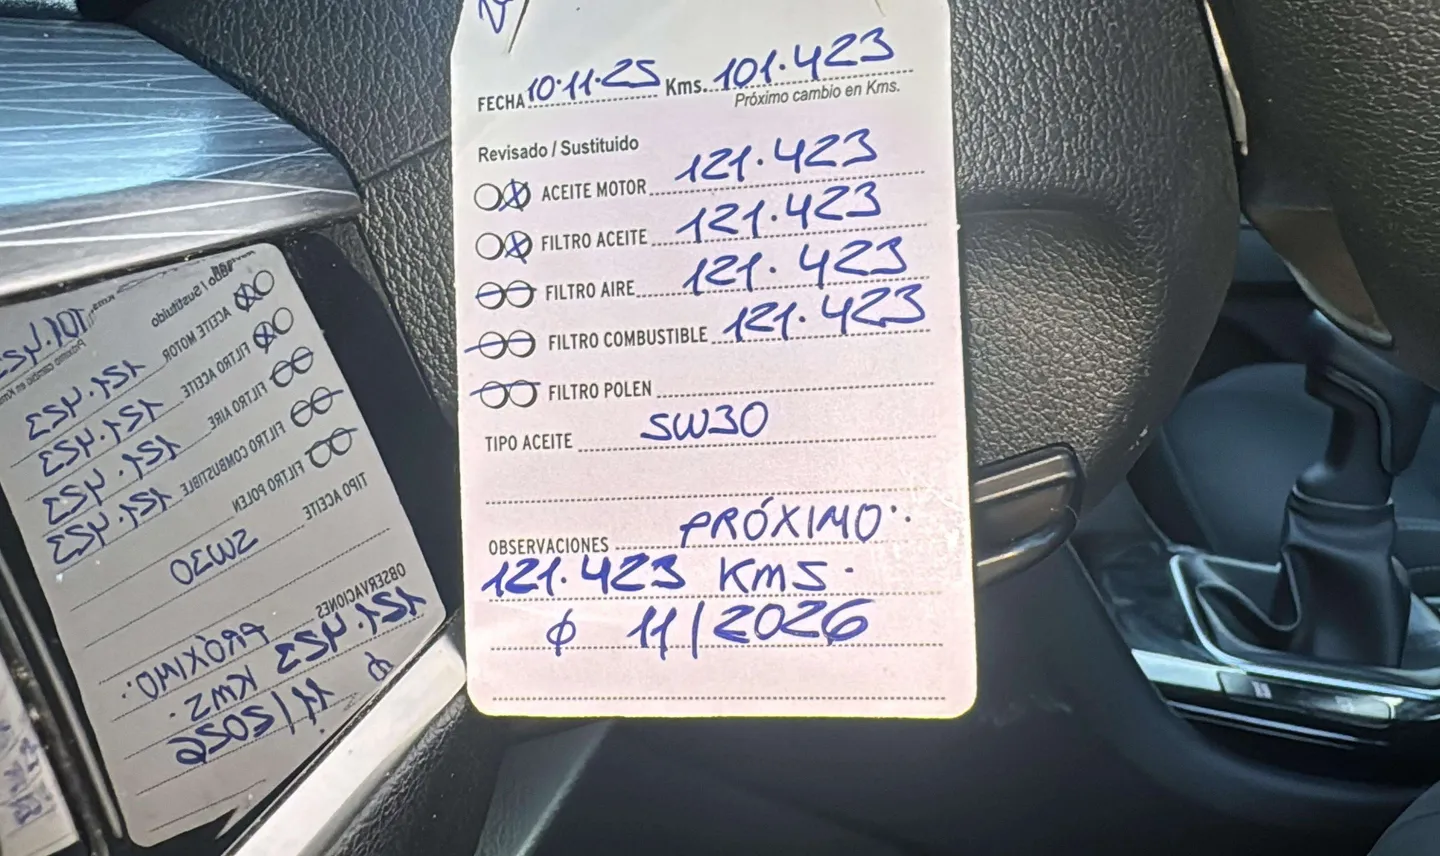 FECHA 10·11·25 Kms. 101.423
Próximo cambio en Kms.
Revisado / Sustituido
ACEITE MOTOR 121.423
FILTRO ACEITE 121.423
FILTRO AIRE 121.423
FILTRO COMBUSTIBLE 121.423
FILTRO POLEN
TIPO ACEITE 5W30
OBSERVACIONES PRÓXIMO:
121.423 KMS.
ó 11/2026